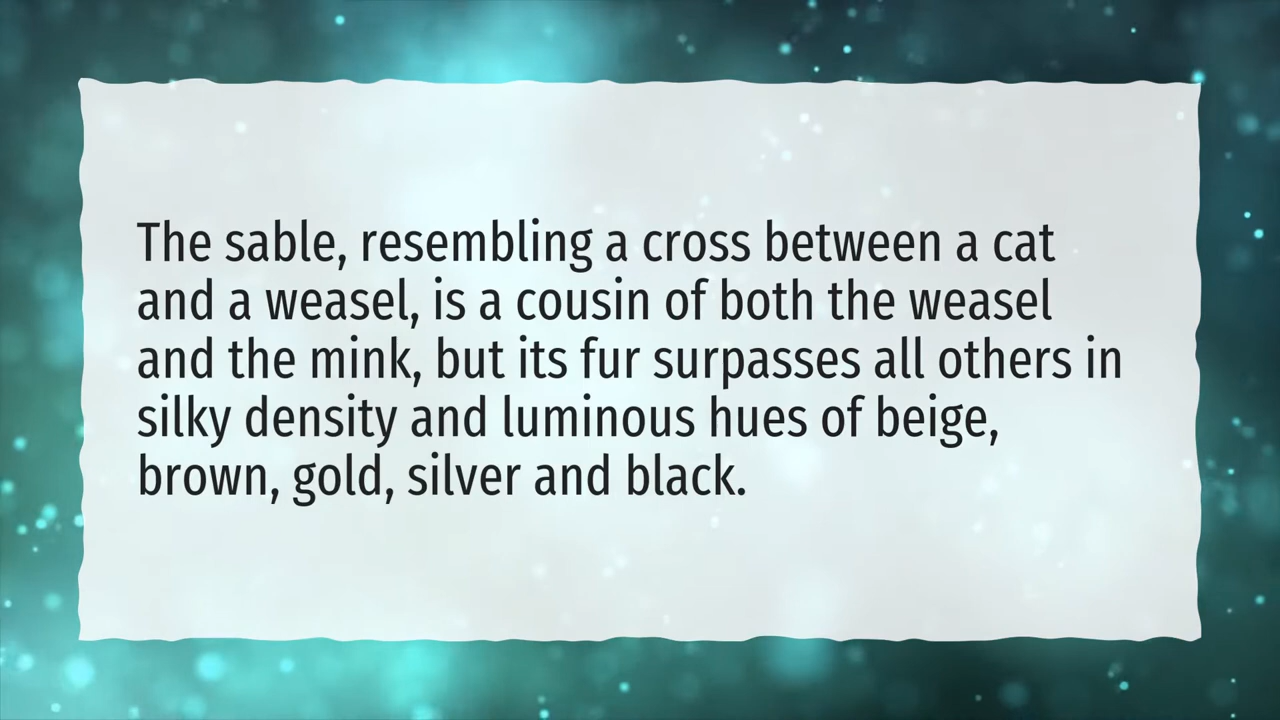 The sable, resembling a cross between a cat
and a weasel, is a cousin of both the weasel
and the mink, but its fur surpasses all others in
silky density and luminous hues of beige,
brown, gold, silver and black.